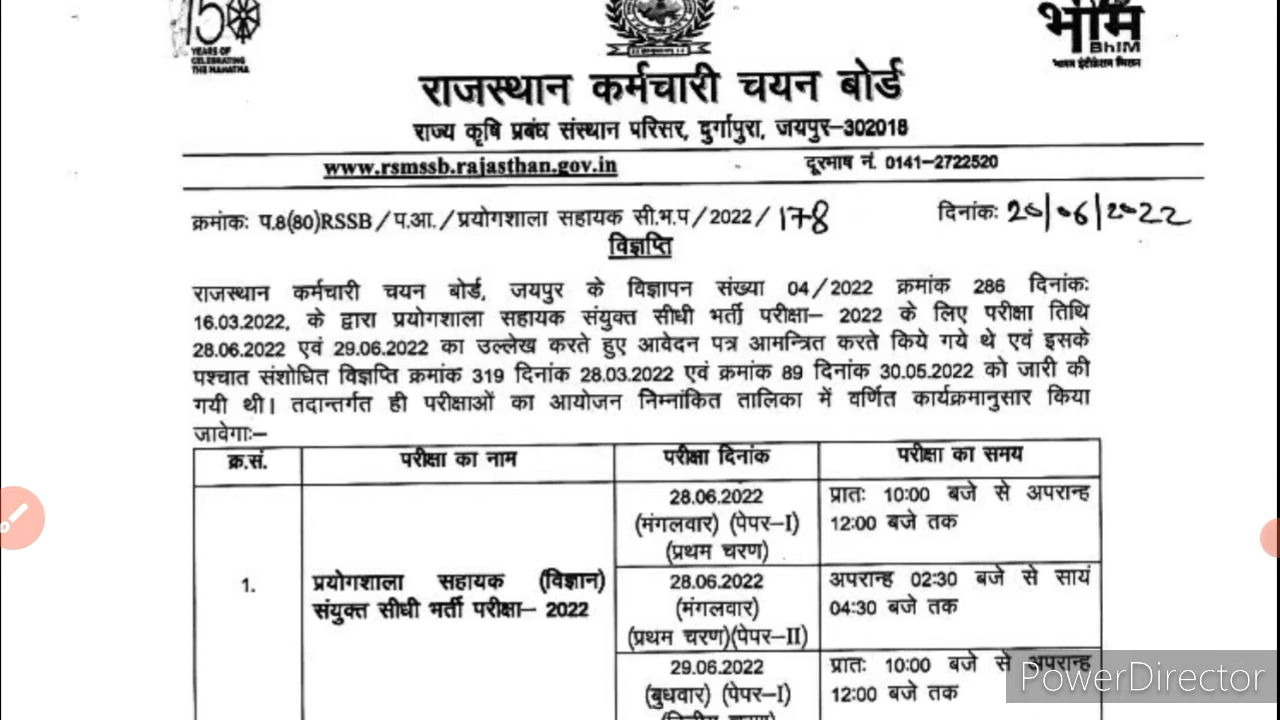 150
YEARS OF
CELEBRATING
THE MAHATMA
भीम
BHIM
राजस्थान कर्मचारी चयन बोर्ड
राज्य कृषि प्रबंध संस्थान परिसर, दुर्गापुरा, जयपुर-302018
www.rsmssb.rajasthan.gov.in दूरभाष नं. 0141-2722520
क्रमांकः प.8(80)RSSB/प.आ./प्रयोगशाला सहायक सी.भ.प/2022/178 दिनांकः 20/06/2022
विज्ञप्ति
राजस्थान कर्मचारी चयन बोर्ड, जयपुर के विज्ञापन संख्या 04/2022 क्रमांक 286 दिनांकः
16.03.2022, के द्वारा प्रयोगशाला सहायक संयुक्त सीधी भर्ती परीक्षा- 2022 के लिए परीक्षा तिथि
28.06.2022 एवं 29.06.2022 का उल्लेख करते हुए आवेदन पत्र आमन्त्रित करते किये गये थे एवं इसके
पश्चात संशोधित विज्ञप्ति क्रमांक 319 दिनांक 28.03.2022 एवं क्रमांक 89 दिनांक 30.05.2022 को जारी की
गयी थी। तदान्तर्गत ही परीक्षाओं का आयोजन निम्नांकित तालिका में वर्णित कार्यक्रमानुसार किया
जावेगाः-
क्र.सं. परीक्षा का नाम परीक्षा दिनांक परीक्षा का समय
1. प्रयोगशाला सहायक (विज्ञान)
संयुक्त सीधी भर्ती परीक्षा- 2022
28.06.2022
(मंगलवार) (पेपर-I)
(प्रथम चरण)
प्रातः 10:00 बजे से अपरान्ह
12:00 बजे तक
28.06.2022
(मंगलवार)
(प्रथम चरण)(पेपर-II)
अपरान्ह 02:30 बजे से सायं
04:30 बजे तक
29.06.2022
(बुधवार) (पेपर-I)
(द्वितीय चरण)
प्रातः 10:00 बजे से अपरान्ह
12:00 बजे तक
PowerDirector